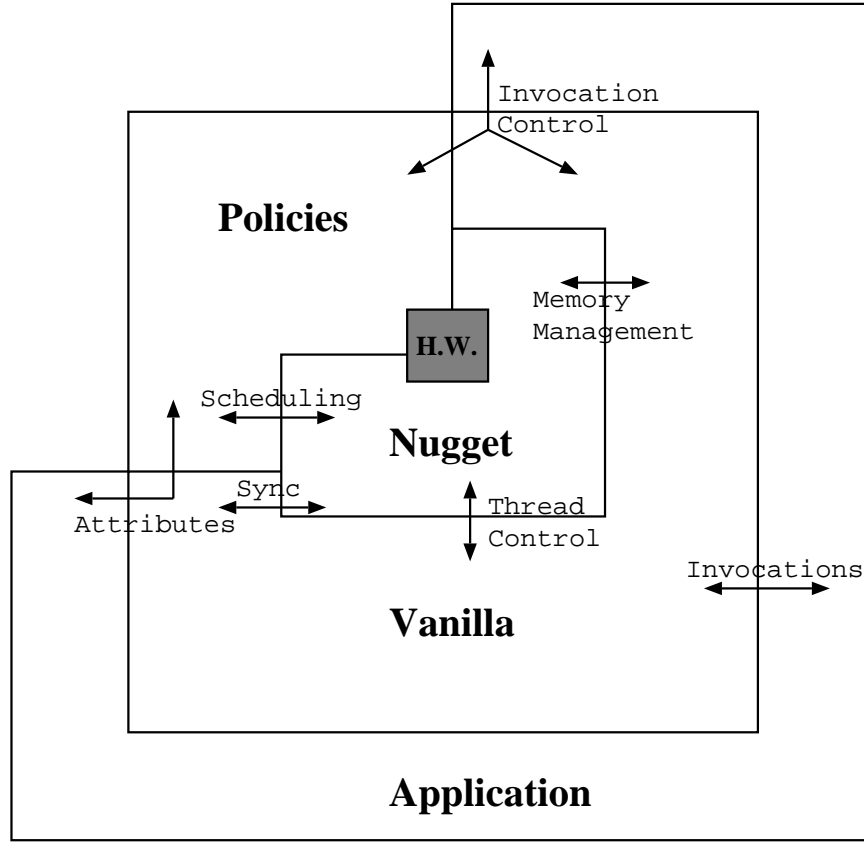 Invocation
Control
Policies
Memory
Management
H.W.
Scheduling
Nugget
Sync
Attributes
Thread
Control
Invocations
Vanilla
Application